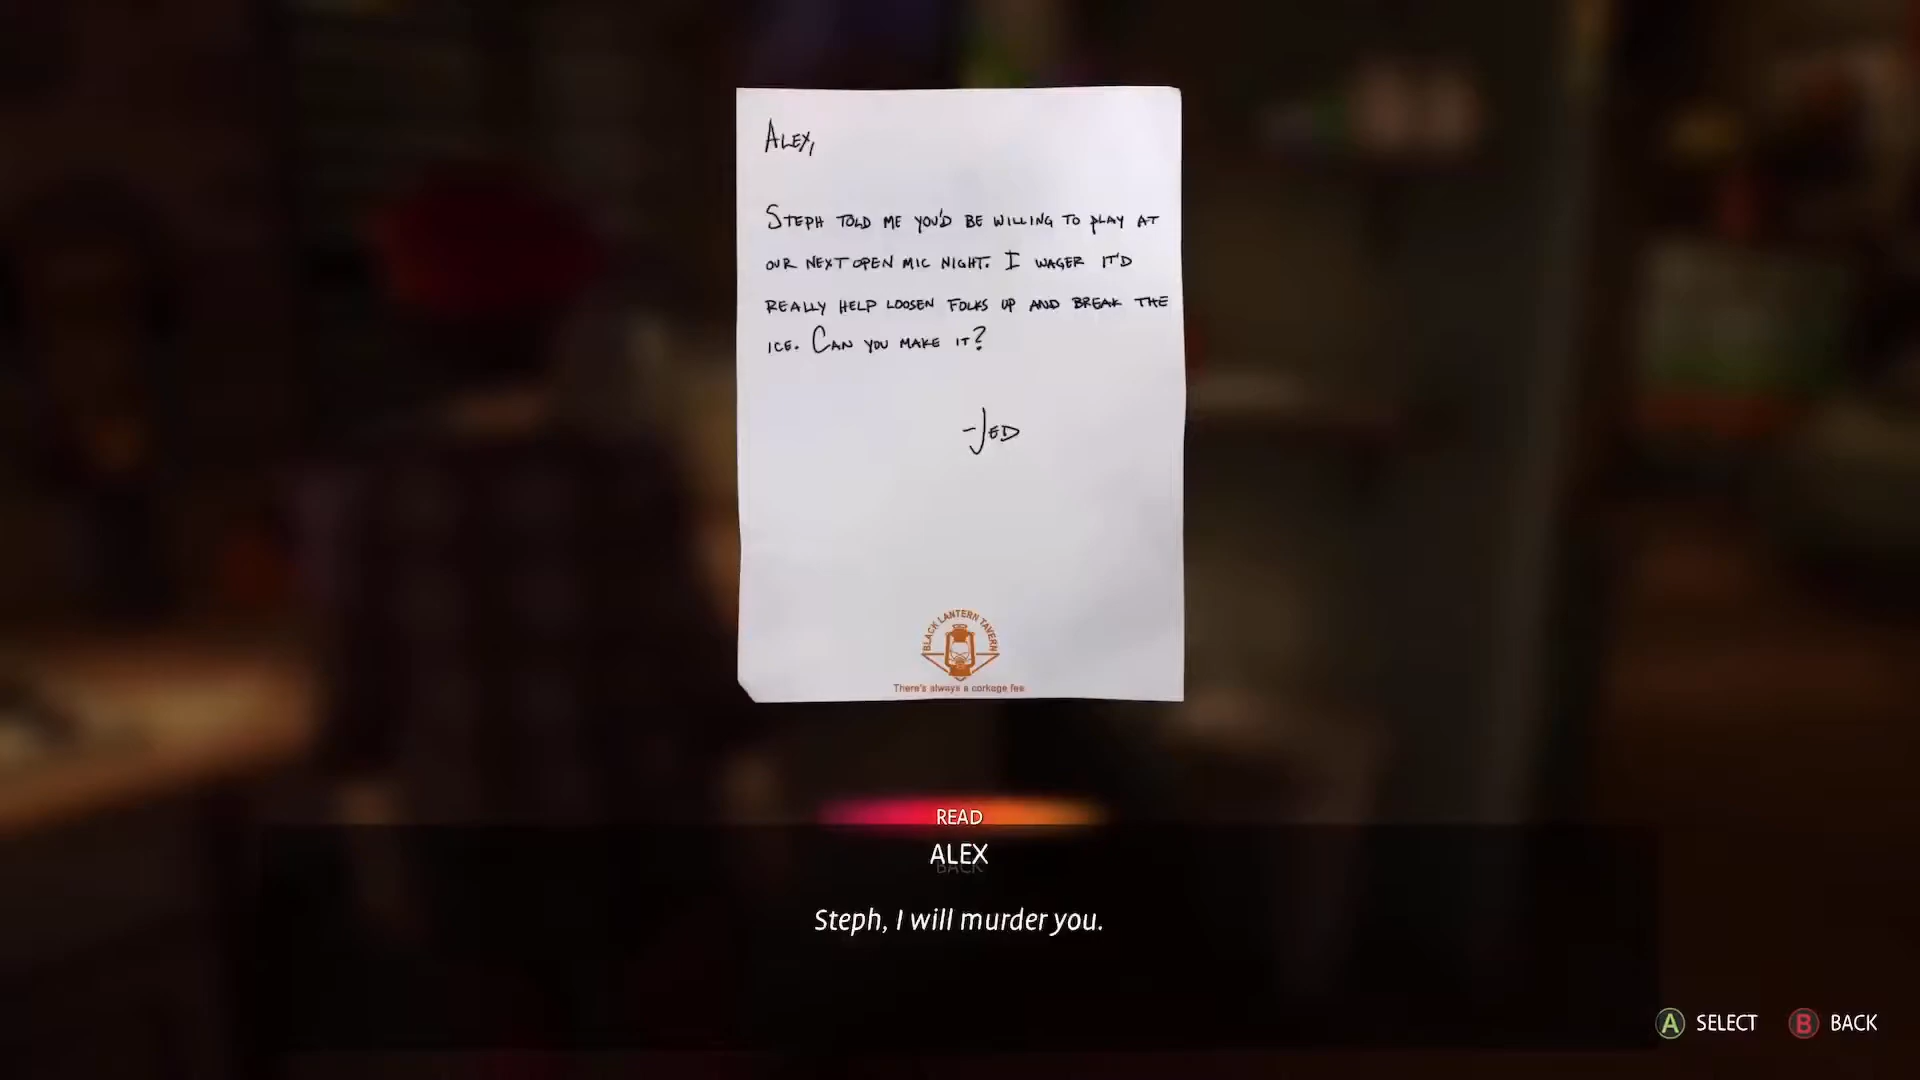 ALEX,
STEPH TOLD ME YOU'D BE WILLING TO PLAY AT
OUR NEXT OPEN MIC NIGHT. I WAGER IT'D
REALLY HELP LOOSEN FOLKS UP AND BREAK THE
ICE. CAN YOU MAKE IT?
-JED
BLACK LANTERN TAVERN
There's always a corkage fee
READ
ALEX
BACK
Steph, I will murder you.
A SELECT B BACK